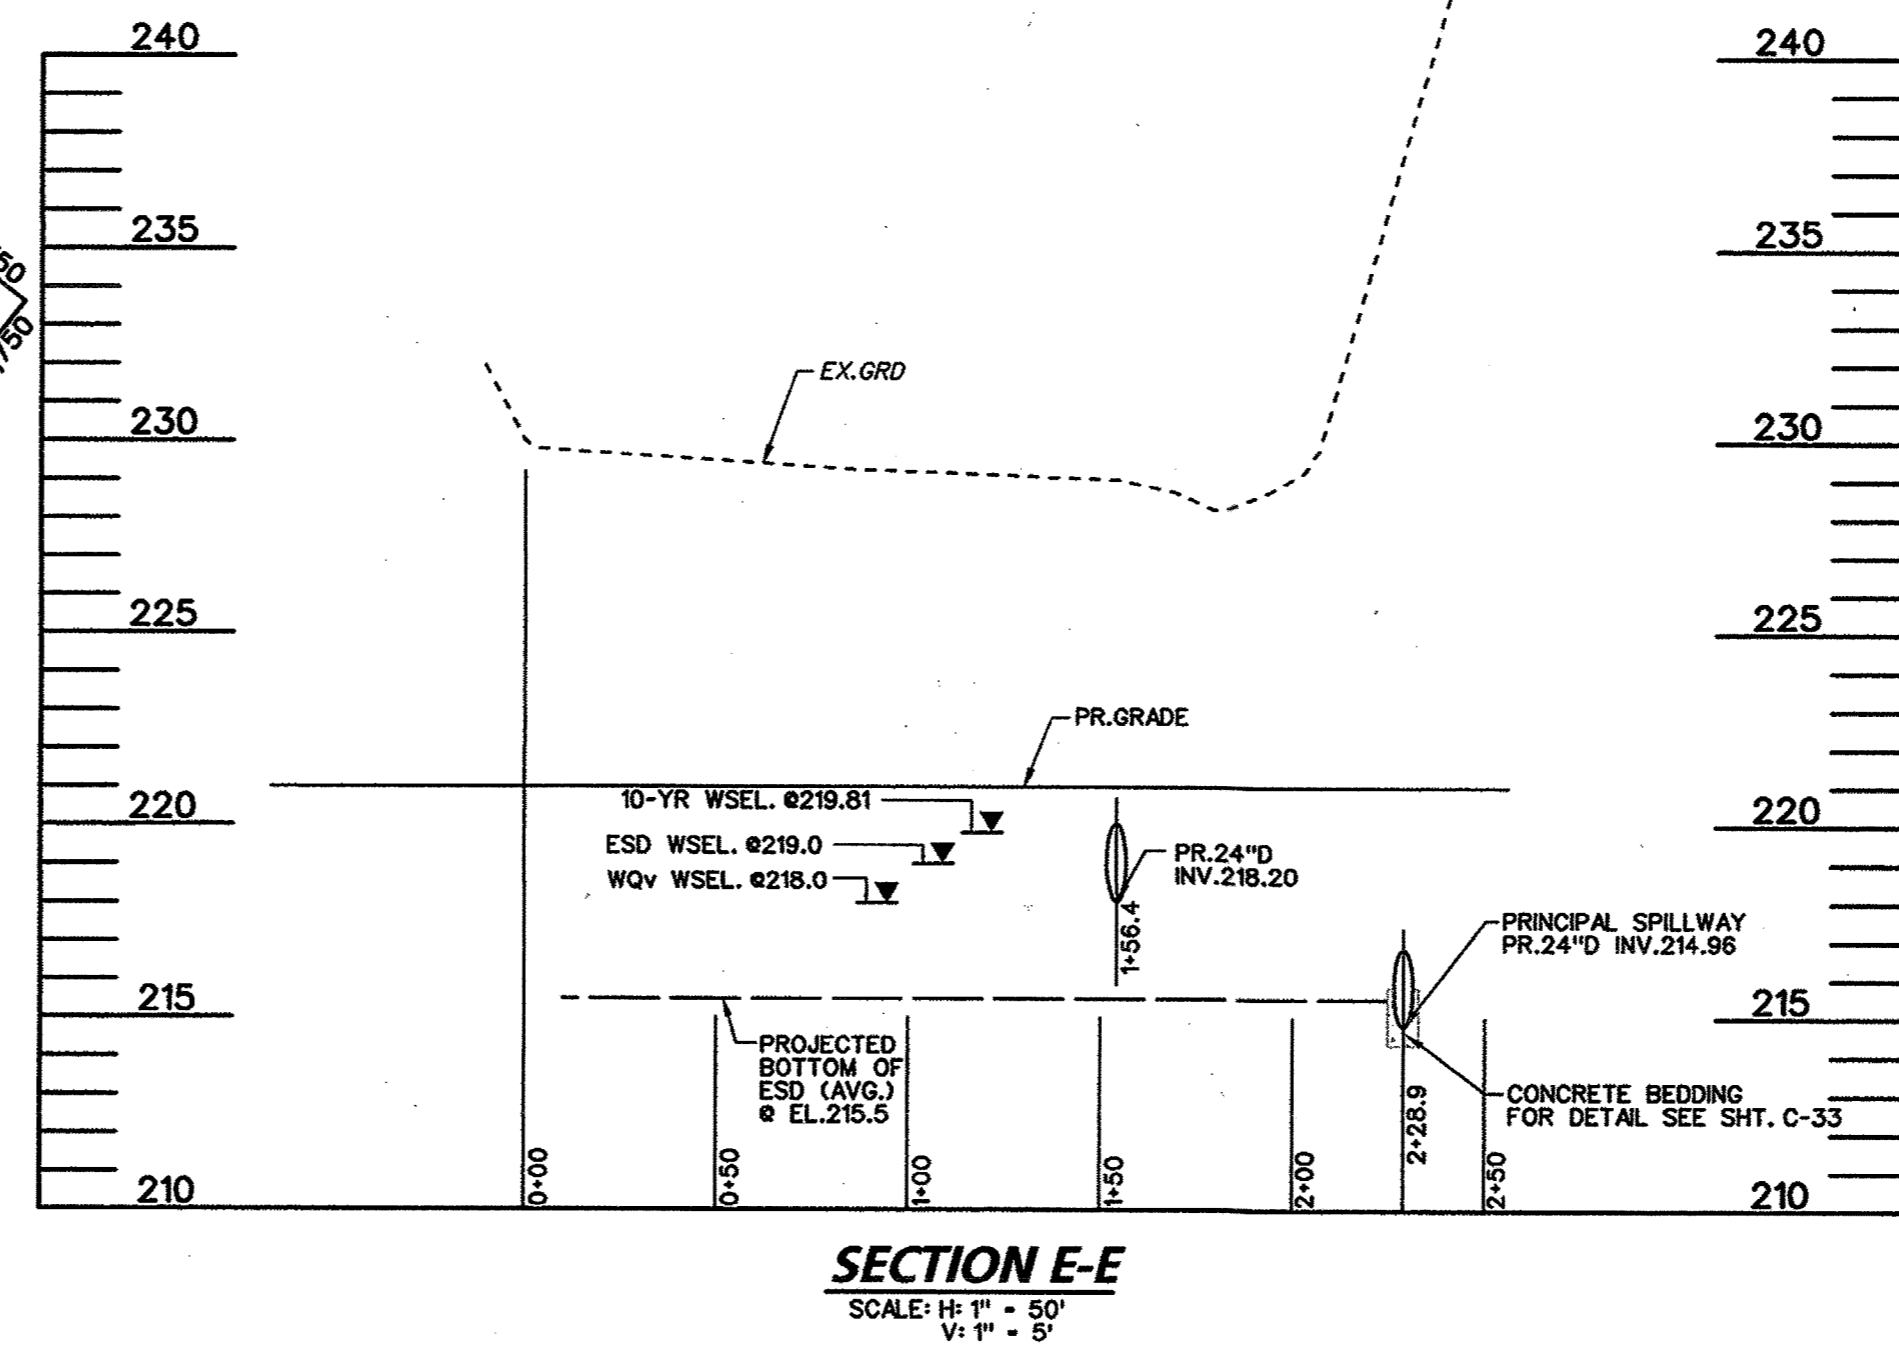 240
240
235
235
50
/50
EX.GRD
230
230
225
225
PR.GRADE
10-YR WSEL. @219.81
220
220
ESD WSEL. @219.0
WQv WSEL. @218.0
PR.24"D
INV.218.20
1+56.4
PRINCIPAL SPILLWAY
PR.24"D INV.214.96
215
215
PROJECTED
BOTTOM OF
ESD (AVG.)
@ EL.215.5
CONCRETE BEDDING
FOR DETAIL SEE SHT. C-33
2+28.9
0+00
0+50
1+00
1+50
2+00
2+50
210
210
SECTION E-E
SCALE: H: 1" = 50'
V: 1" = 5'